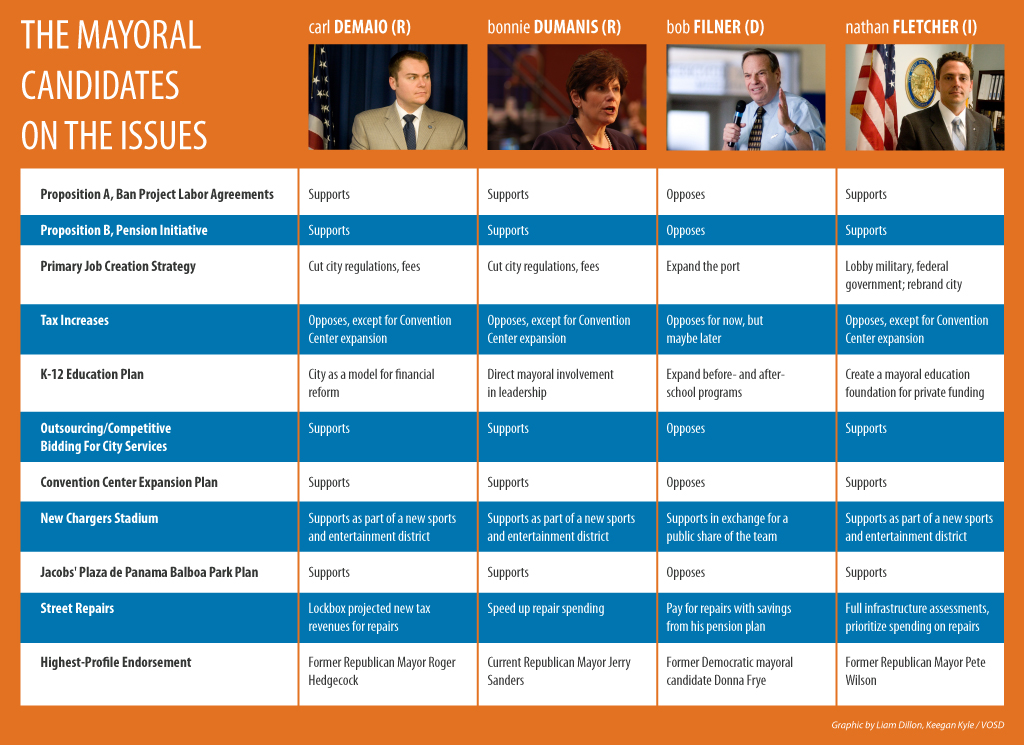 THE MAYORAL
CANDIDATES
ON THE ISSUES
carl DEMAIO (R)
bonnie DUMANIS (R)
bob FILNER (D)
nathan FLETCHER (I)
Proposition A, Ban Project Labor Agreements
Supports
Supports
Opposes
Supports
Proposition B, Pension Initiative
Supports
Supports
Opposes
Supports
Primary Job Creation Strategy
Cut city regulations, fees
Cut city regulations, fees
Expand the port
Lobby military, federal
government; rebrand city
Tax Increases
Opposes, except for Convention
Center expansion
Opposes, except for Convention
Center expansion
Opposes for now, but
maybe later
Opposes, except for Convention
Center expansion
K-12 Education Plan
City as a model for financial
reform
Direct mayoral involvement
in leadership
Expand before- and after-
school programs
Create a mayoral education
foundation for private funding
Outsourcing/Competitive
Bidding For City Services
Supports
Supports
Opposes
Supports
Convention Center Expansion Plan
Supports
Supports
Opposes
Supports
New Chargers Stadium
Supports as part of a new sports
and entertainment district
Supports as part of a new sports
and entertainment district
Supports in exchange for a
public share of the team
Supports as part of a new sports
and entertainment district
Jacobs' Plaza de Panama Balboa Park Plan
Supports
Supports
Opposes
Supports
Street Repairs
Lockbox projected new tax
revenues for repairs
Speed up repair spending
Pay for repairs with savings
from his pension plan
Full infrastructure assessments,
prioritize spending on repairs
Highest-Profile Endorsement
Former Republican Mayor Roger
Hedgecock
Current Republican Mayor Jerry
Sanders
Former Democratic mayoral
candidate Donna Frye
Former Republican Mayor Pete
Wilson
Graphic by Liam Dillon, Keegan Kyle / VOSD